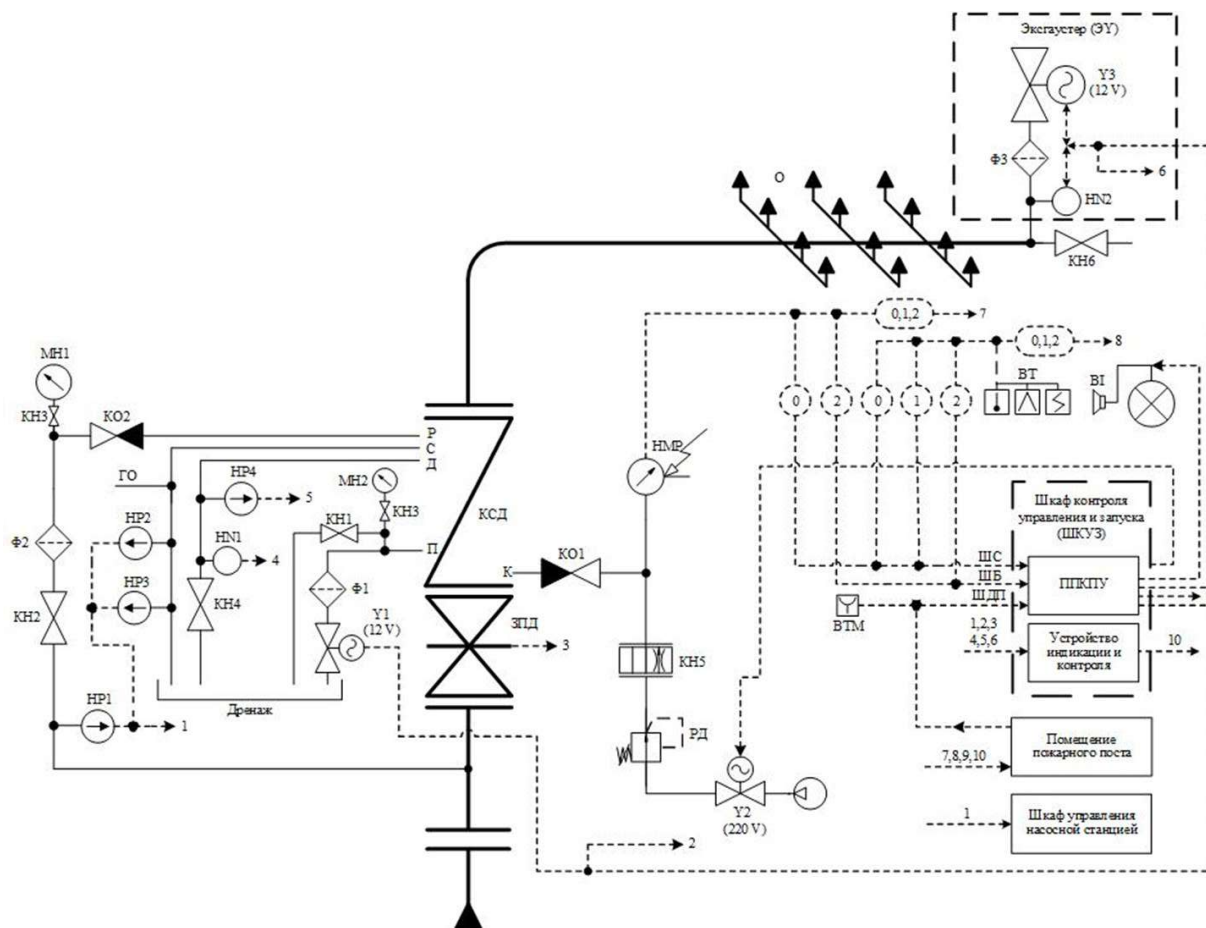 Эксгаустер (ЭУ)
Y3
(12 V)
Ф3
6
HN2
КН6
О
7
0,1,2
0,1,2
8
ВТ
BI
0
2
0
1
2
МН1
КН3
КО2
Р
С
Д
НМР
ГО
НР4
5
МН2
КН3
КСД
Шкаф контроля
управления и запуска
(ШКУЗ)
НР2
HN1
4
КН1
Ф2
П
КО1
К
ШС
ППКПУ
ШБ
НР3
Ф1
ШДП
КН2
КН4
Y1
(12 V)
ЗПД
3
ВТМ
1,2,3
4,5,6
Устройство
индикации и
контроля
10
КН5
НР1
1
Дренаж
РД
Помещение
пожарного поста
7,8,9,10
Y2
(220 V)
1
Шкаф управления
насосной станцией
2